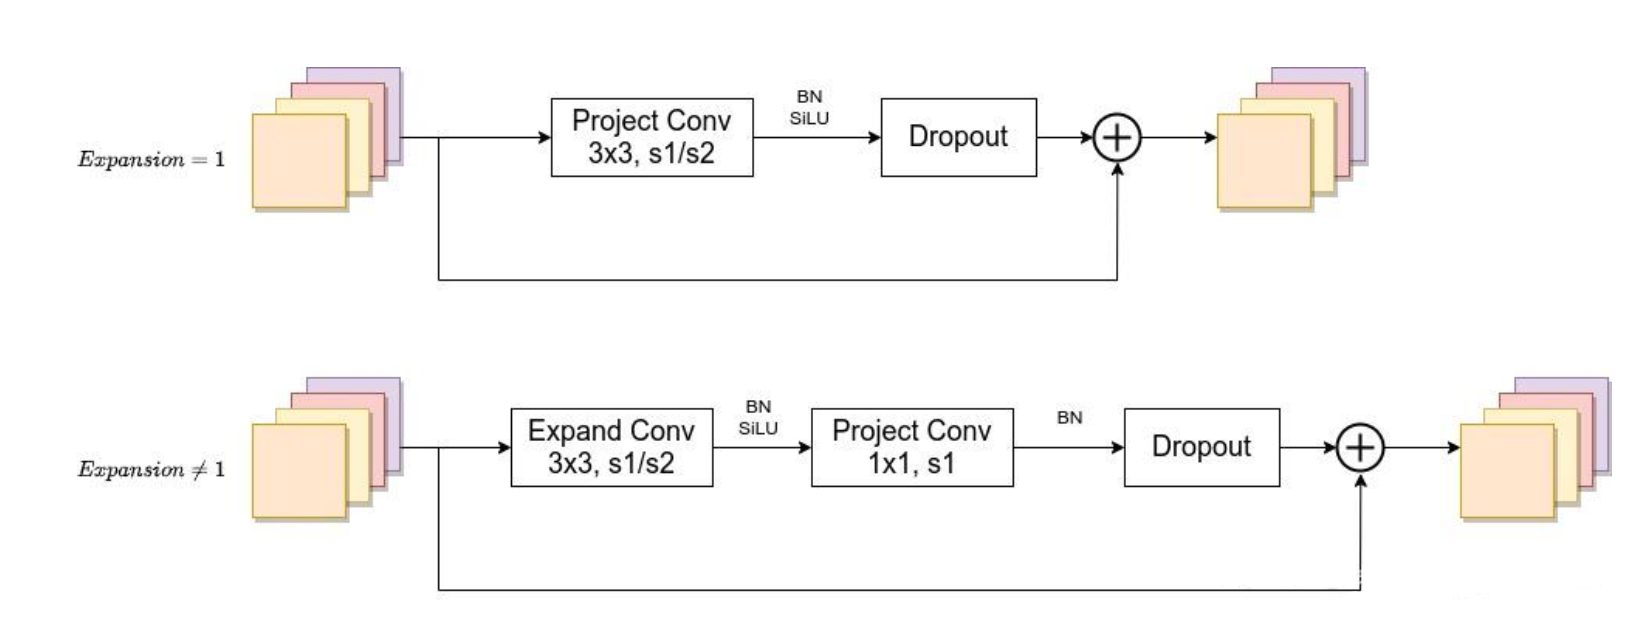 BN
SiLU
Project Conv
3x3, s1/s2
Dropout
Expansion = 1
BN
SiLU
BN
Expand Conv
3x3, s1/s2
Project Conv
1x1, s1
Dropout
Expansion ≠ 1